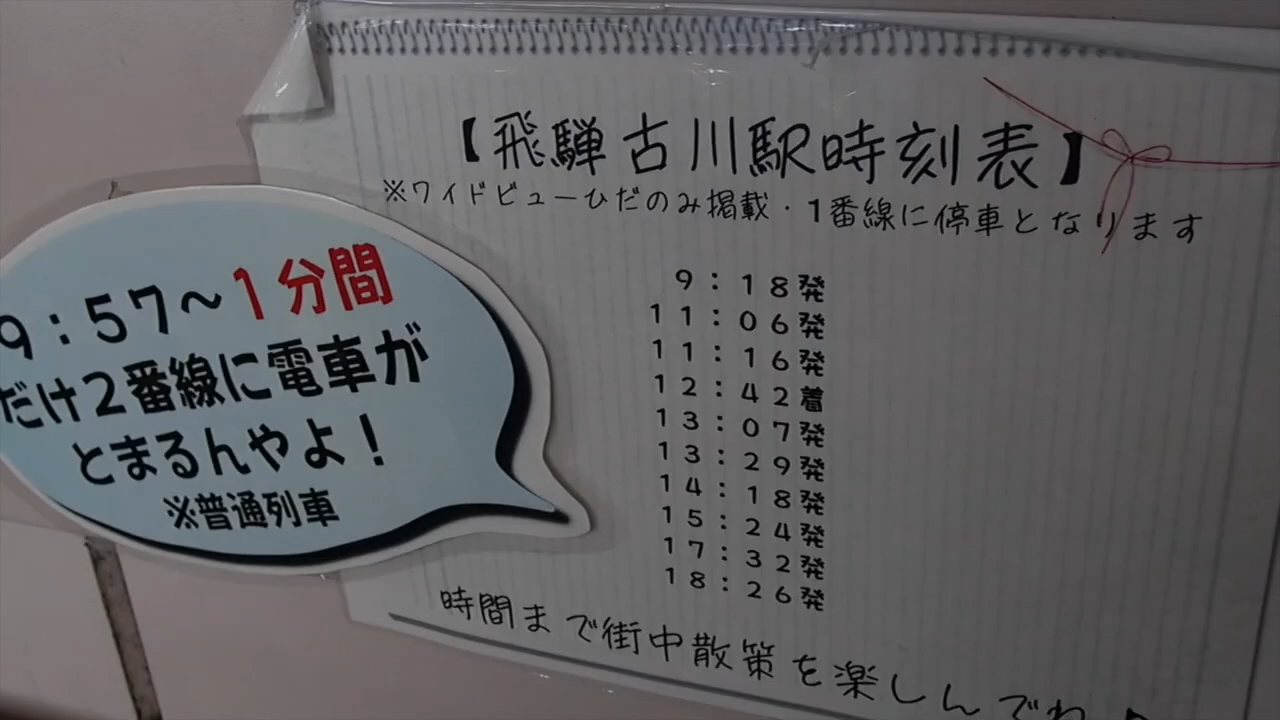 【飛騨古川駅時刻表】
※ワイドビューひだのみ掲載・1番線に停車となります
9:18発
11:06発
11:16発
12:42着
13:07発
13:29発
14:18発
15:24発
17:32発
18:26発
時間まで街中散策を楽しんでね♪
9:57～1分間
だけ2番線に電車が
とまるんやよ!
※普通列車